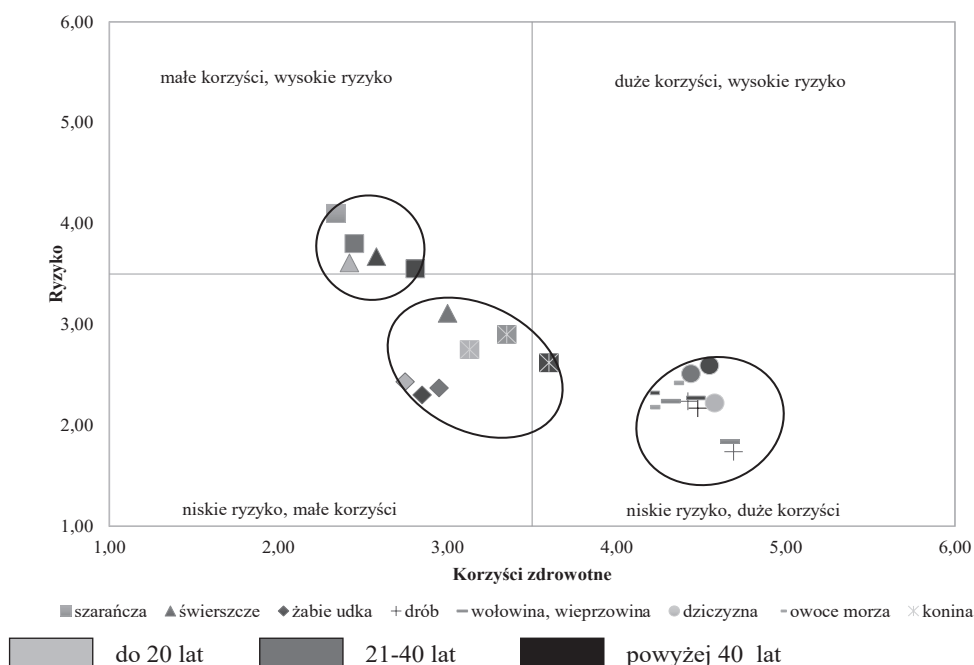 6,00
małe korzyści, wysokie ryzyko
duże korzyści, wysokie ryzyko
5,00
4,00
Ryzyko
3,00
2,00
niskie ryzyko, małe korzyści
niskie ryzyko, duże korzyści
1,00
1,00 2,00 3,00 4,00 5,00 6,00
Korzyści zdrowotne
szarańcza świerszcze żabie udka drób wołowina, wieprzowina dziczyzna owoce morza konina
do 20 lat 21-40 lat powyżej 40 lat